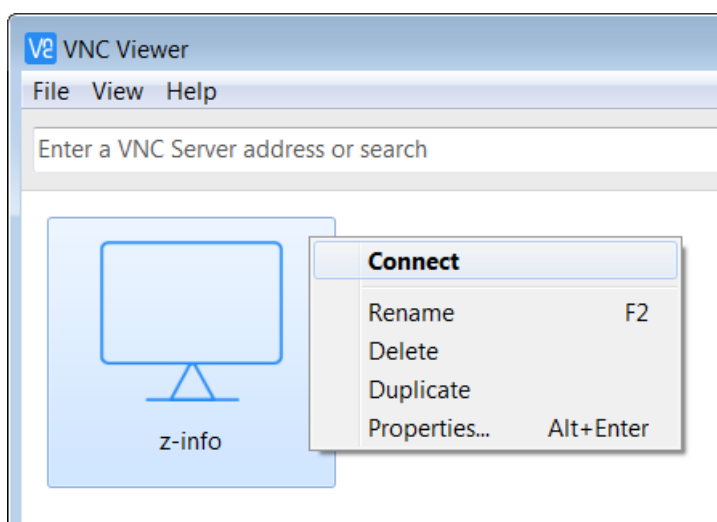 V2 VNC Viewer
File View Help
Enter a VNC Server address or search
Connect
Rename F2
Delete
Duplicate
Properties... Alt+Enter
z-info